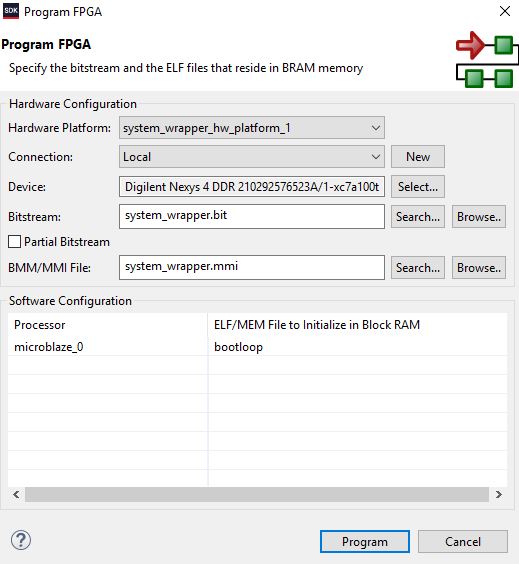 SDK Program FPGA
Program FPGA
Specify the bitstream and the ELF files that reside in BRAM memory
Hardware Configuration
Hardware Platform: system_wrapper_hw_platform_1
Connection: Local New
Device: Digilent Nexys 4 DDR 210292576523A/1-xc7a100t Select...
Bitstream: system_wrapper.bit Search... Browse..
Partial Bitstream
BMM/MMI File: system_wrapper.mmi Search... Browse..
Software Configuration
Processor ELF/MEM File to Initialize in Block RAM
microblaze_0 bootloop
? Program Cancel